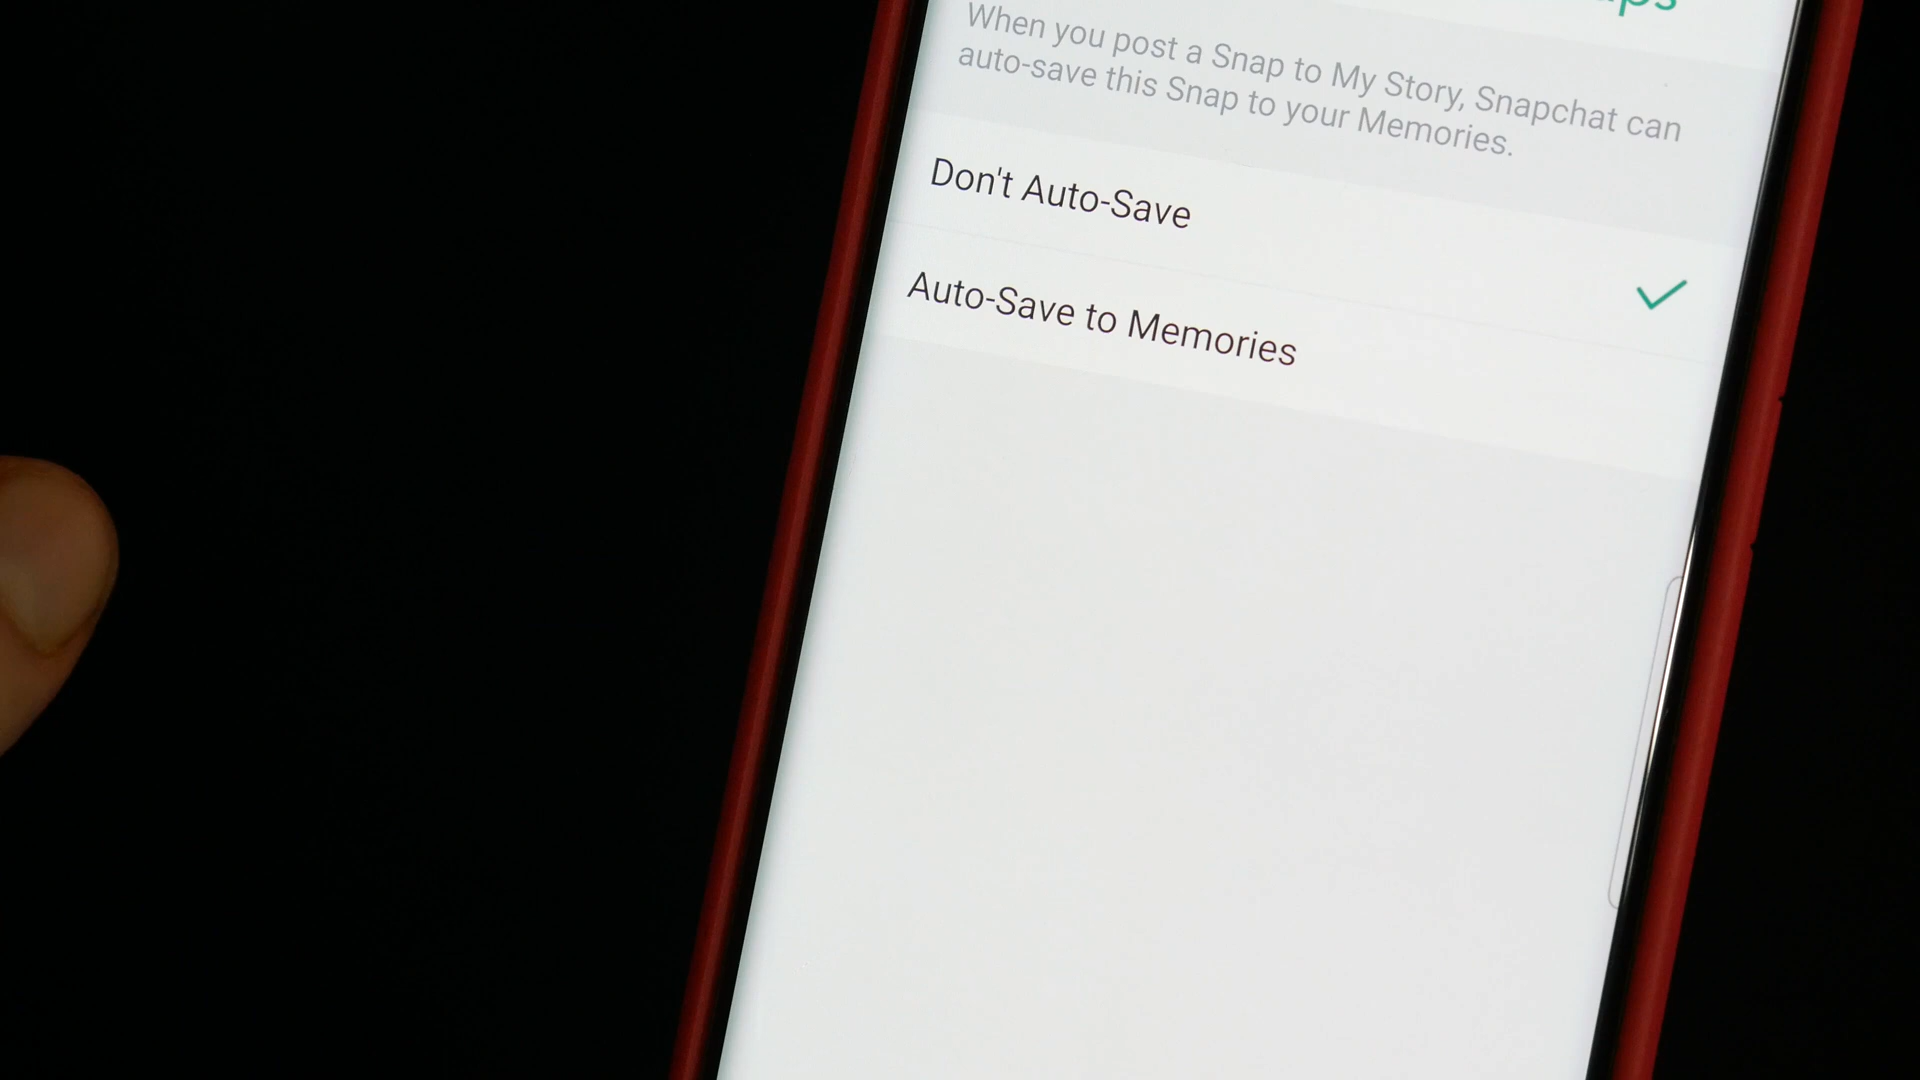 When you post a Snap to My Story, Snapchat can
auto-save this Snap to your Memories.
Don't Auto-Save
Auto-Save to Memories